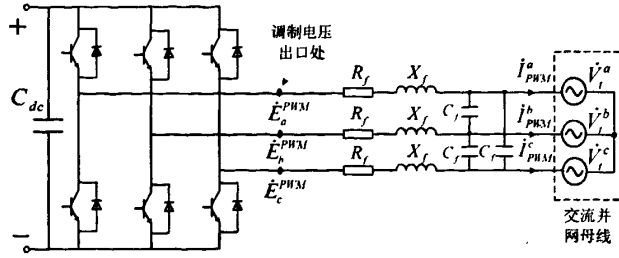 +
C_dc
−
调制电压
出口处
Ė_a^PWM
Ė_b^PWM
Ė_c^PWM
R_f X_f
R_f X_f
R_f X_f
C_f
C_f C_f
İ_PWM^a
İ_PWM^b
İ_PWM^c
V̇_t^a
V̇_t^b
V̇_t^c
交流并
网母线